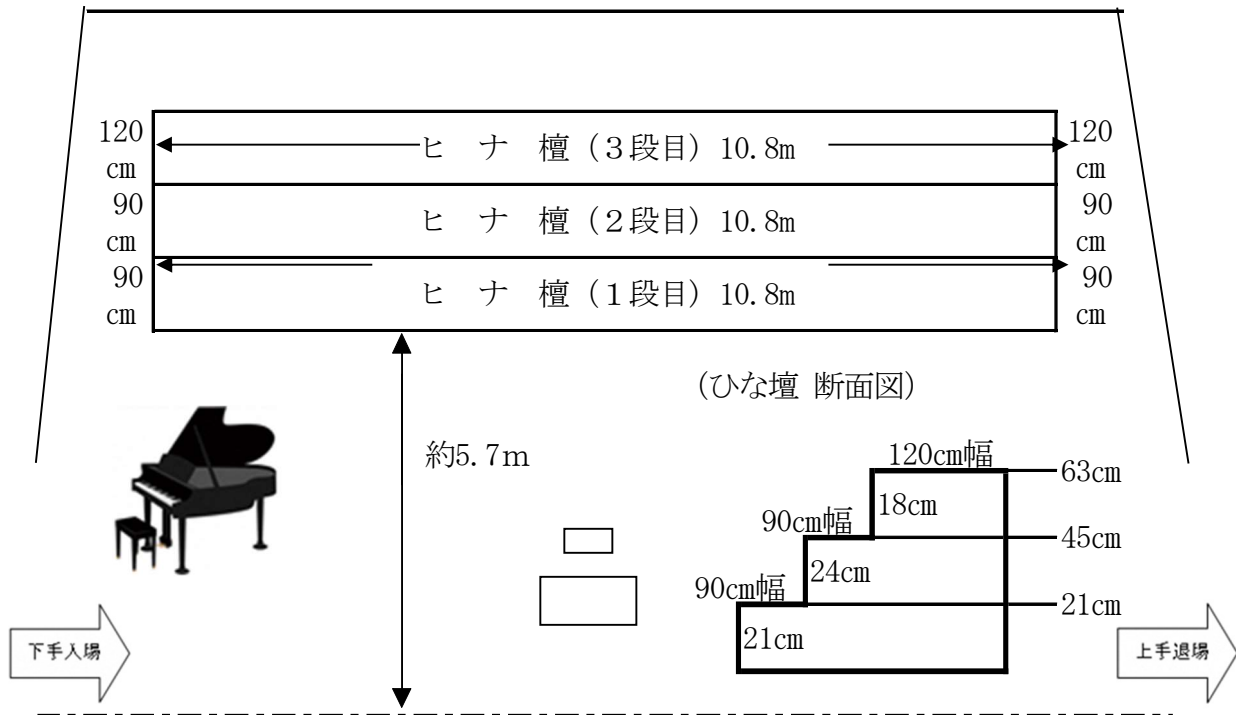 120
cm
ヒ ナ 檀 (３段目) 10.8m
120
cm
90
cm
ヒ ナ 檀 (２段目) 10.8m
90
cm
90
cm
ヒ ナ 檀 (１段目) 10.8m
90
cm
(ひな壇 断面図)
約5.7ｍ
120cm幅
63cm
18cm
90cm幅
45cm
24cm
90cm幅
21cm
21cm
下手入場
上手退場